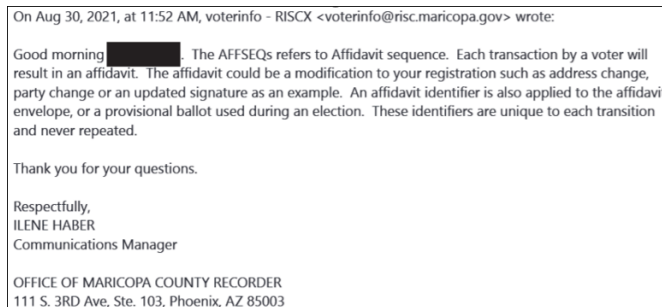 On Aug 30, 2021, at 11:52 AM, voterinfo - RISCX <voterinfo@risc.maricopa.gov> wrote:
Good morning . The AFFSEQs refers to Affidavit sequence. Each transaction by a voter will
result in an affidavit. The affidavit could be a modification to your registration such as address change,
party change or an updated signature as an example. An affidavit identifier is also applied to the affidavi
envelope, or a provisional ballot used during an election. These identifiers are unique to each transition
and never repeated.
Thank you for your questions.
Respectfully,
ILENE HABER
Communications Manager
OFFICE OF MARICOPA COUNTY RECORDER
111 S. 3RD Ave, Ste. 103, Phoenix, AZ 85003